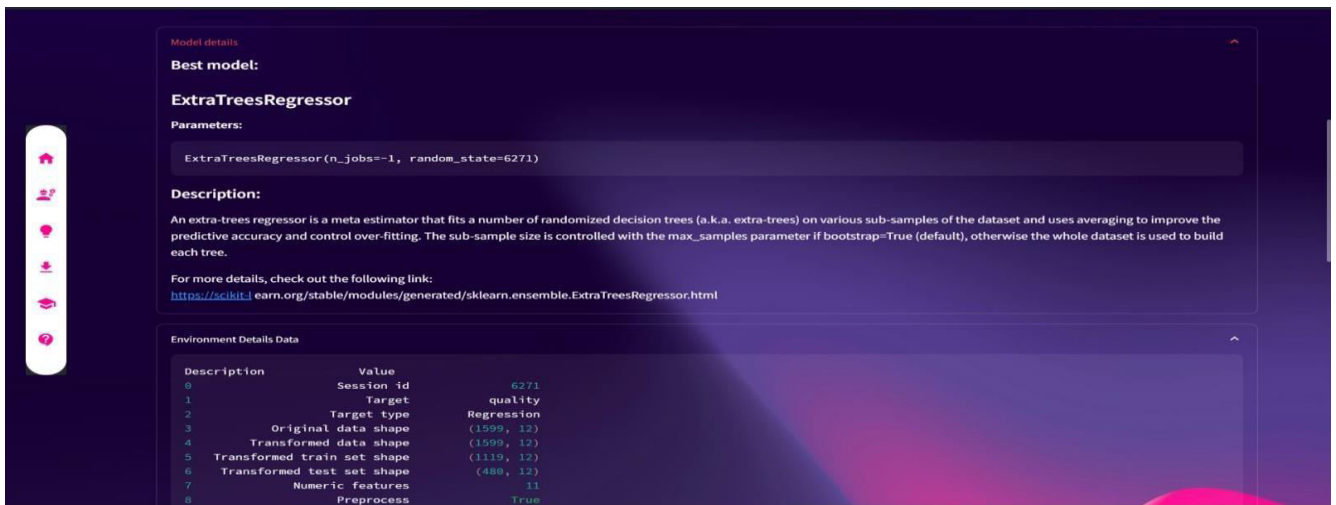 Model details
Best model:
ExtraTreesRegressor
Parameters:
ExtraTreesRegressor(n_jobs=-1, random_state=6271)
Description:
An extra-trees regressor is a meta estimator that fits a number of randomized decision trees (a.k.a. extra-trees) on various sub-samples of the dataset and uses averaging to improve the
predictive accuracy and control over-fitting. The sub-sample size is controlled with the max_samples parameter if bootstrap=True (default), otherwise the whole dataset is used to build
each tree.
For more details, check out the following link:
https://scikit-l earn.org/stable/modules/generated/sklearn.ensemble.ExtraTreesRegressor.html
Environment Details Data
Description Value
0 Session id 6271
1 Target quality
2 Target type Regression
3 Original data shape (1599, 12)
4 Transformed data shape (1599, 12)
5 Transformed train set shape (1119, 12)
6 Transformed test set shape (480, 12)
7 Numeric features 11
8 Preprocess True